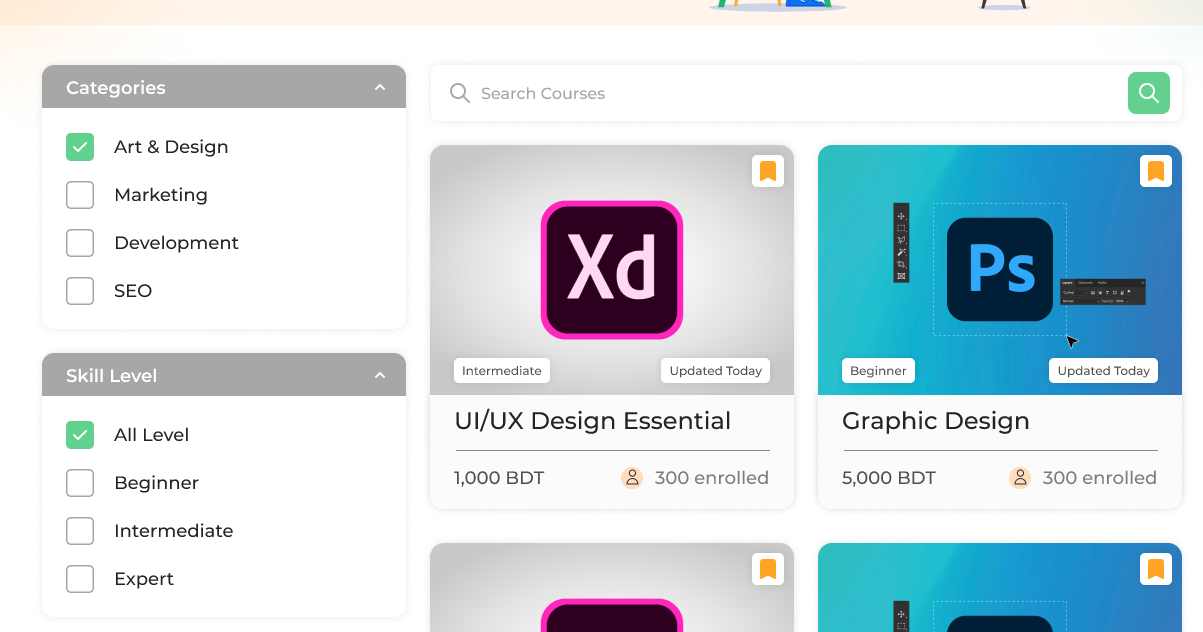 Categories
Art & Design
Marketing
Development
SEO
Skill Level
All Level
Beginner
Intermediate
Expert
Search Courses
Xd
Intermediate
Updated Today
UI/UX Design Essential
1,000 BDT
300 enrolled
Ps
Beginner
Updated Today
Graphic Design
5,000 BDT
300 enrolled